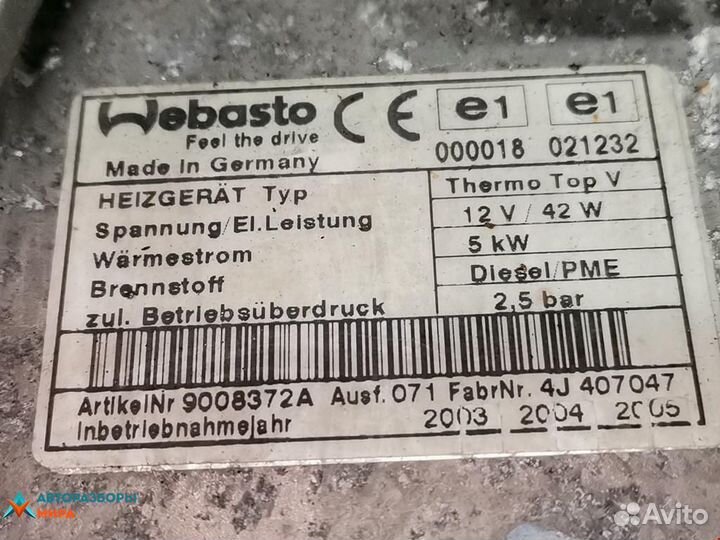 Webasto CE e1 e1
Feel the drive
Made in Germany 000018 021232
HEIZGERÄT Typ Thermo Top V
Spannung/El.Leistung 12 V / 42 W
Wärmestrom 5 kW
Brennstoff Diesel/PME
zul. Betriebsüberdruck 2,5 bar
ArtikelNr 9008372A Ausf. 071 FabrNr. 4J 407047
Inbetriebnahmejahr 2003 2004 2005
АВТОРАЗБОРЫ
МИРА
Avito